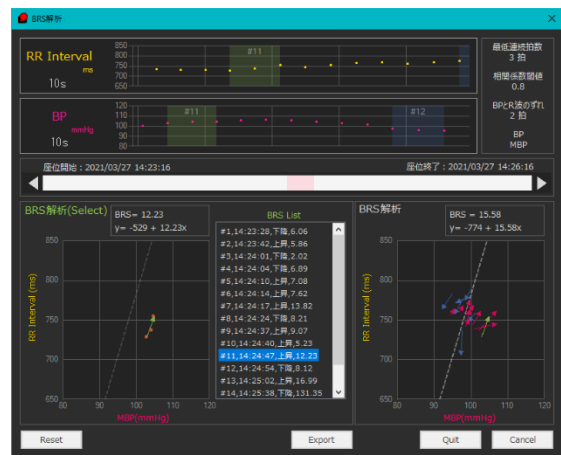 BRS解析
RR Interval
ms
10s
850
800
750
700
650
#11
最低連続拍数
3 拍
相関係数閾値
0.8
BPとR波のずれ
2 拍
BP
MBP
BP
mmHg
10s
120
110
100
90
80
#11
#12
座位開始 : 2021/03/27 14:23:16
座位終了 : 2021/03/27 14:26:16
BRS解析(Select)
BRS= 12.23
y= -529 + 12.23x
BRS List
#1,14:23:28,下降,6.06
#2,14:23:42,上昇,5.86
#3,14:24:01,下降,2.02
#4,14:24:04,下降,6.89
#5,14:24:10,上昇,7.08
#6,14:24:14,上昇,7.62
#7,14:24:17,上昇,13.82
#8,14:24:24,下降,8.21
#9,14:24:37,上昇,9.07
#10,14:24:40,上昇,5.23
#11,14:24:47,上昇,12.23
#12,14:24:54,下降,8.12
#13,14:25:02,上昇,16.99
#14,14:25:38,下降,131.35
850
800
750
700
650
RR Interval (ms)
80 90 100 110 120
MBP(mmHg)
BRS解析
BRS = 15.58
y= -774 + 15.58x
850
800
750
700
650
RR Interval (ms)
80 90 100 110 120
MBP(mmHg)
Reset
Export
Quit
Cancel